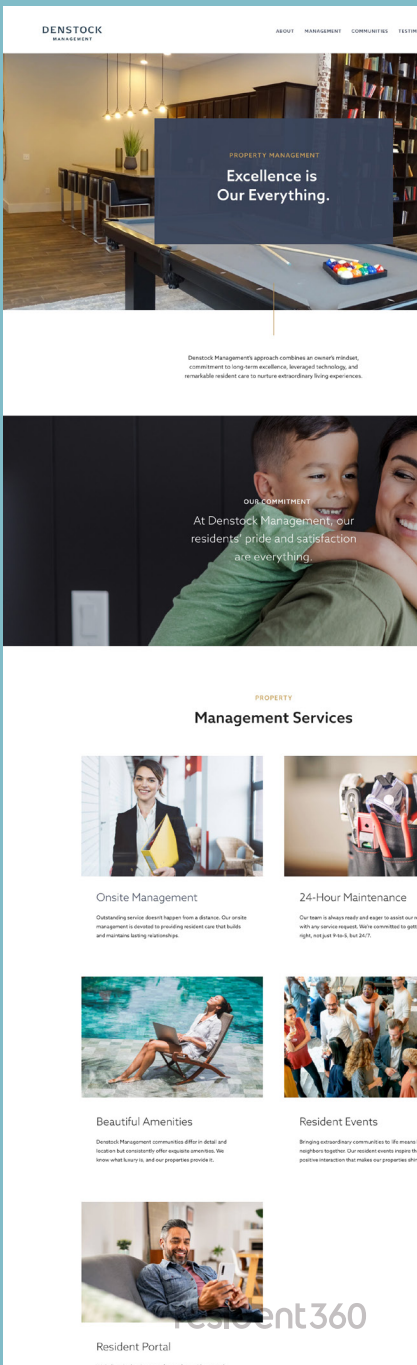 DENSTOCK
MANAGEMENT
ABOUT MANAGEMENT COMMUNITIES
PROPERTY MANAGEMENT
Excellence is
Our Everything.
Denstock Management's approach combines an owner's mindset,
commitment to long-term excellence, leveraged technology, and
remarkable resident care to nurture extraordinary living experiences.
OUR COMMITMENT
At Denstock Management, our
residents' pride and satisfaction
are everything.
PROPERTY
Management Services
Onsite Management
Outstanding service doesn't happen from a distance. Our onsite
management is devoted to providing resident care that builds
and maintains lasting relationships.
24-Hour Maintenance
Our team is always ready and eager to assist our
with any service request. We're committed to
right, not just 9-to-5, but 24/7.
Beautiful Amenities
Denstock Management communities differ in detail and
location but consistently offer exquisite amenities. We
know what luxury is, and our properties provide it.
Resident Events
Bringing extraordinary communities to life means
neighbors together. Our resident events inspire
positive interaction that makes our properties
resident360
Resident Portal